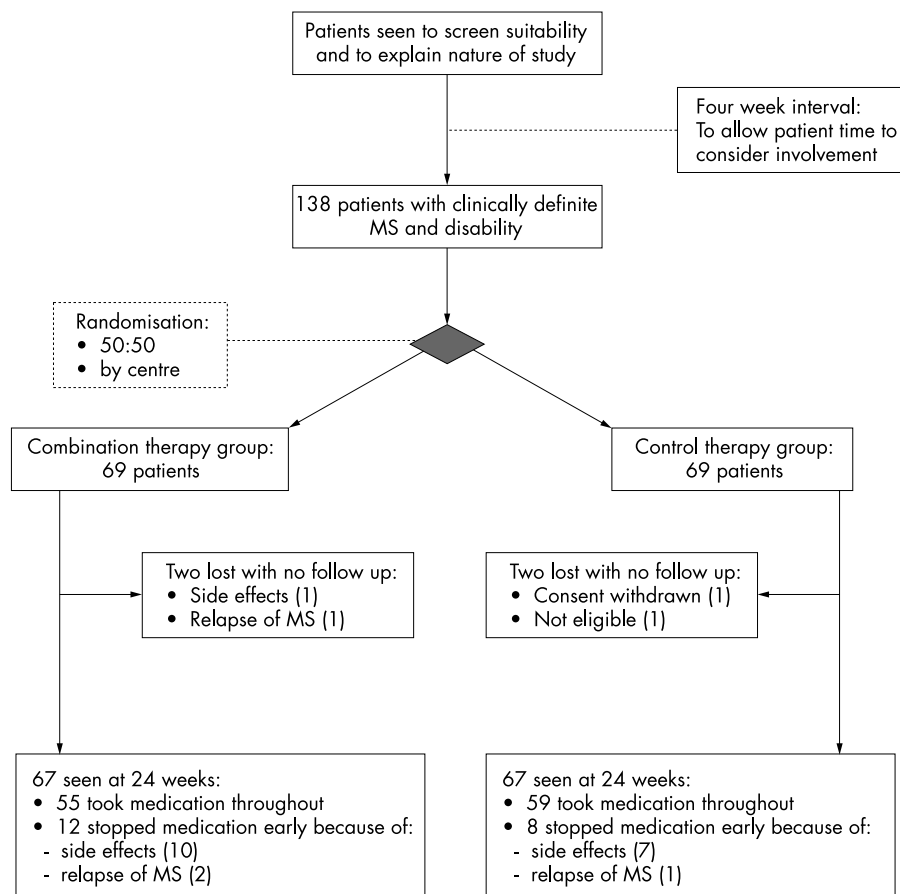 Patients seen to screen suitability
and to explain nature of study
Four week interval:
To allow patient time to
consider involvement
138 patients with clinically definite
MS and disability
Randomisation:
• 50:50
• by centre
Combination therapy group:
69 patients
Control therapy group:
69 patients
Two lost with no follow up:
• Side effects (1)
• Relapse of MS (1)
Two lost with no follow up:
• Consent withdrawn (1)
• Not eligible (1)
67 seen at 24 weeks:
• 55 took medication throughout
• 12 stopped medication early because of:
- side effects (10)
- relapse of MS (2)
67 seen at 24 weeks:
• 59 took medication throughout
• 8 stopped medication early because of:
- side effects (7)
- relapse of MS (1)